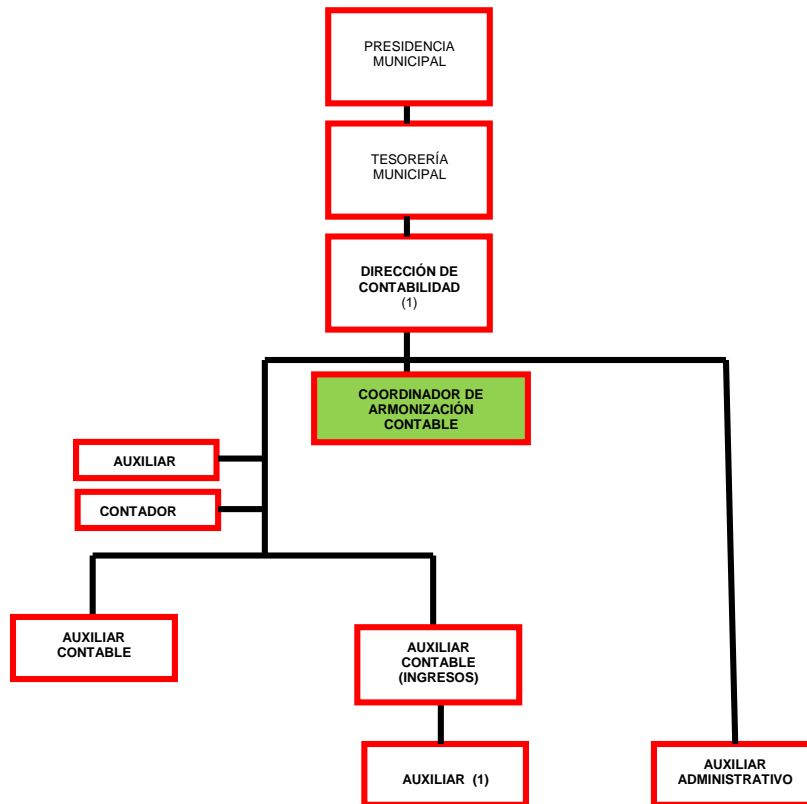 PRESIDENCIA
MUNICIPAL
TESORERÍA
MUNICIPAL
DIRECCIÓN DE
CONTABILIDAD
(1)
COORDINADOR DE
ARMONIZACIÓN
CONTABLE
AUXILIAR
CONTADOR
AUXILIAR
CONTABLE
AUXILIAR
CONTABLE
(INGRESOS)
AUXILIAR (1)
AUXILIAR
ADMINISTRATIVO